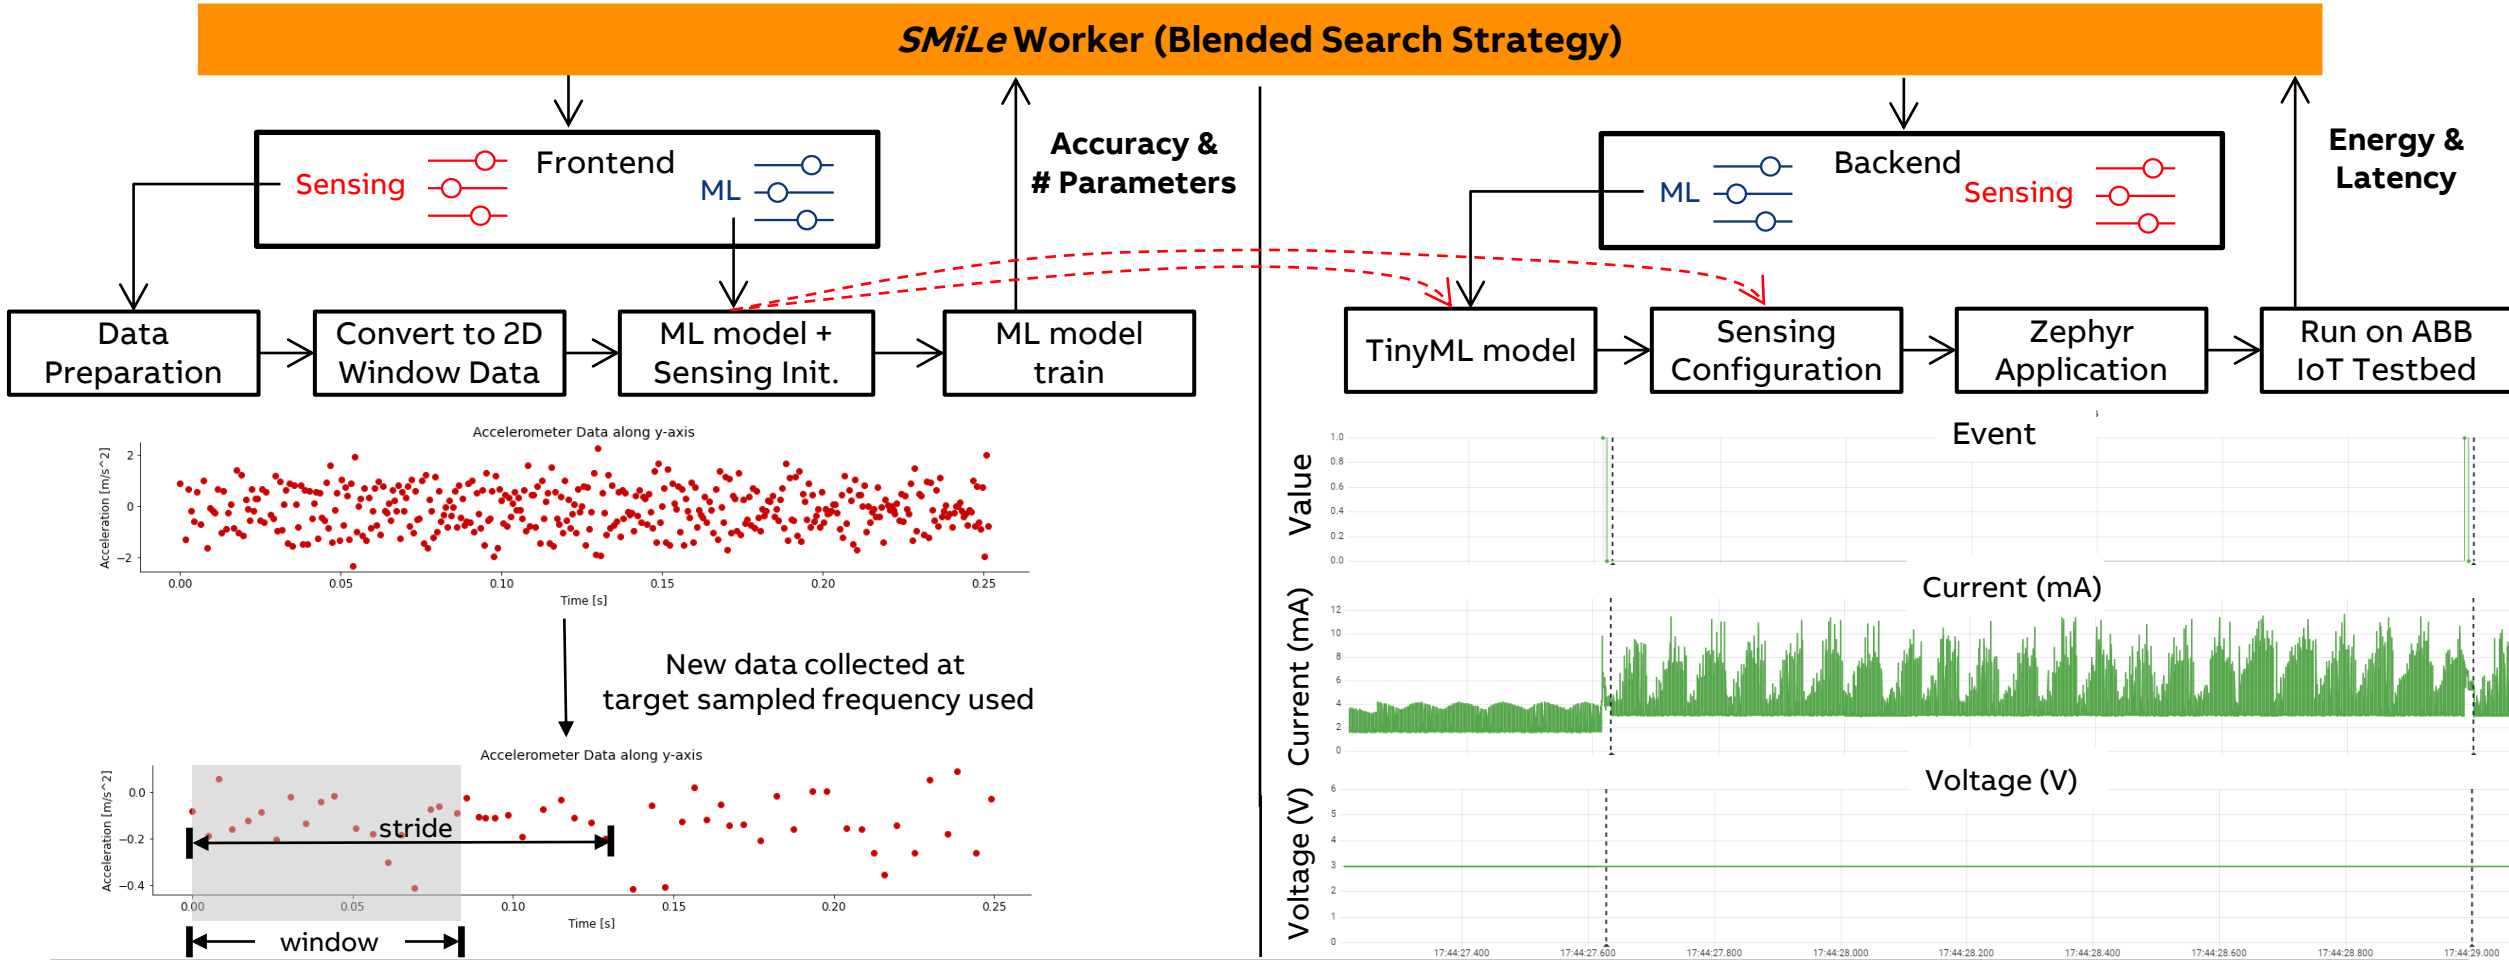 SMiLe Worker (Blended Search Strategy)
Frontend
Sensing
ML
Accuracy &
# Parameters
Backend
ML
Sensing
Energy &
Latency
Data
Preparation
Convert to 2D
Window Data
ML model +
Sensing Init.
ML model
train
TinyML model
Sensing
Configuration
Zephyr
Application
Run on ABB
IoT Testbed
Accelerometer Data along y-axis
Acceleration [m/s^2]
2
0
−2
0.00 0.05 0.10 0.15 0.20 0.25
Time [s]
New data collected at
target sampled frequency used
Accelerometer Data along y-axis
Acceleration [m/s^2]
0.0
−0.2
−0.4
stride
0.00 0.05 0.10 0.15 0.20 0.25
Time [s]
window
Event
Value
1.0
0.8
0.6
0.4
0.2
0.0
Current (mA)
Current (mA)
12
10
8
6
4
2
0
Voltage (V)
Voltage (V)
6
5
4
3
2
1
0
17:44:27.400 17:44:27.600 17:44:27.800 17:44:28.000 17:44:28.200 17:44:28.400 17:44:28.600 17:44:28.800 17:44:29.000